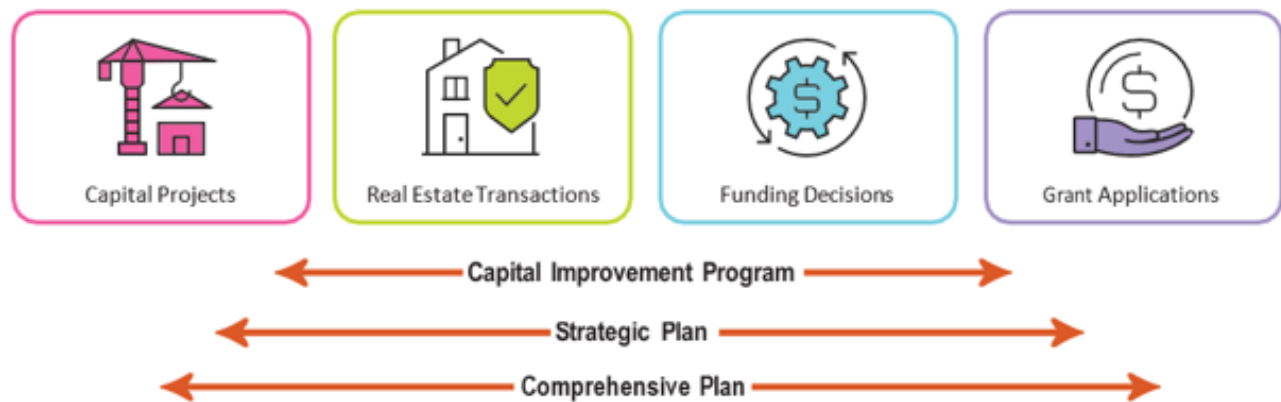 Capital Projects
Real Estate Transactions
$
Funding Decisions
$
Grant Applications
Capital Improvement Program
Strategic Plan
Comprehensive Plan